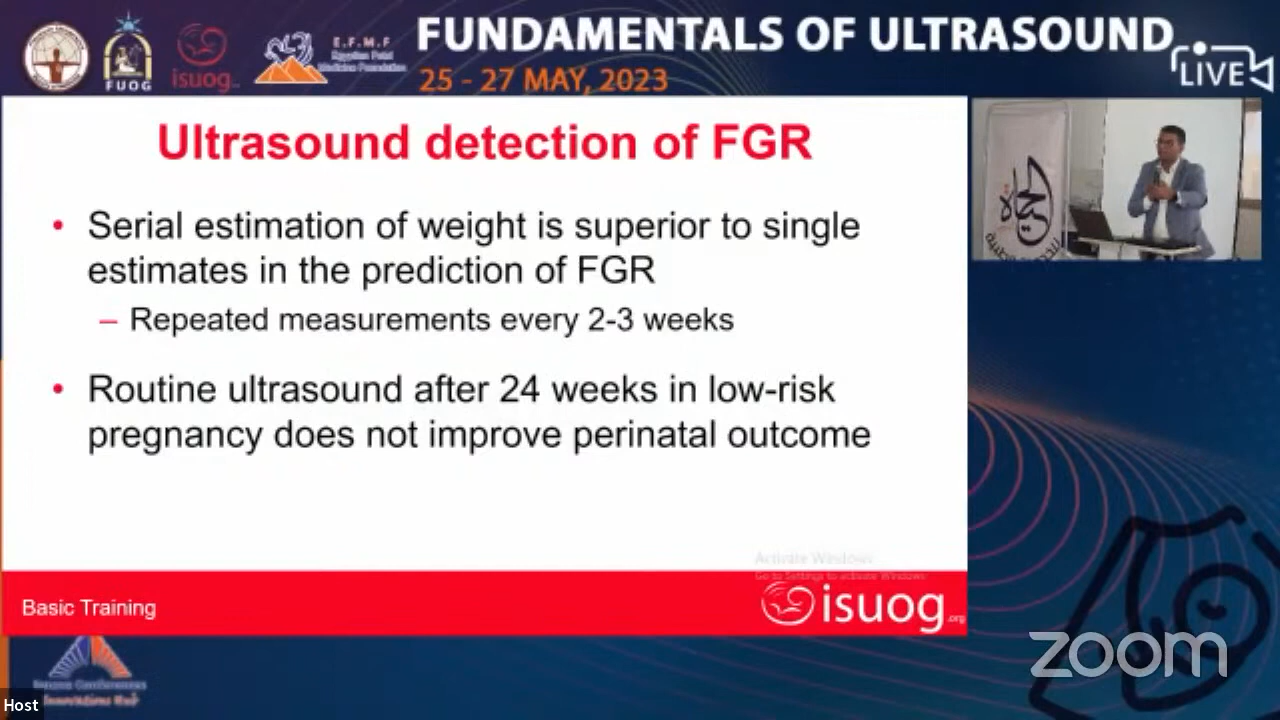 FUNDAMENTALS OF ULTRASOUND
25 - 27 MAY, 2023
LIVE
FUOG
isuog
E.F.M.F
Ultrasound detection of FGR
• Serial estimation of weight is superior to single
estimates in the prediction of FGR
– Repeated measurements every 2-3 weeks
• Routine ultrasound after 24 weeks in low-risk
pregnancy does not improve perinatal outcome
Activate Windows
Go to Settings to activate Windows.
Basic Training
isuog.org
الحياة
zoom
Host